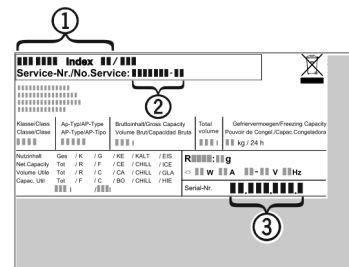 1
Index /
Service-Nr./No.Service: -
2
Klasse/Class Ap-Typ/AP-Type Bruttoinhalt/Gross Capacity Total Gefriervermoegen/Freezing Capacity
Classe/Clase AP-Type/AP-Tipo Volume Brut/Capacidad Bruta volume Pouvoir de Congel./Capac.Congeladora
l l kg / 24 h
Nutzinhalt Ges / K / G / KE / KALT / EIS
Net.Capacity Tot / R / F / CE / CHILL / ICE
Volume Utile Tot / R / C / CA / CHILL / GLA
Capac. Util Tot / F / C / BO / CHILL / HIE
l / l
R : g
W A - V Hz
Serial-Nr. . . .
3